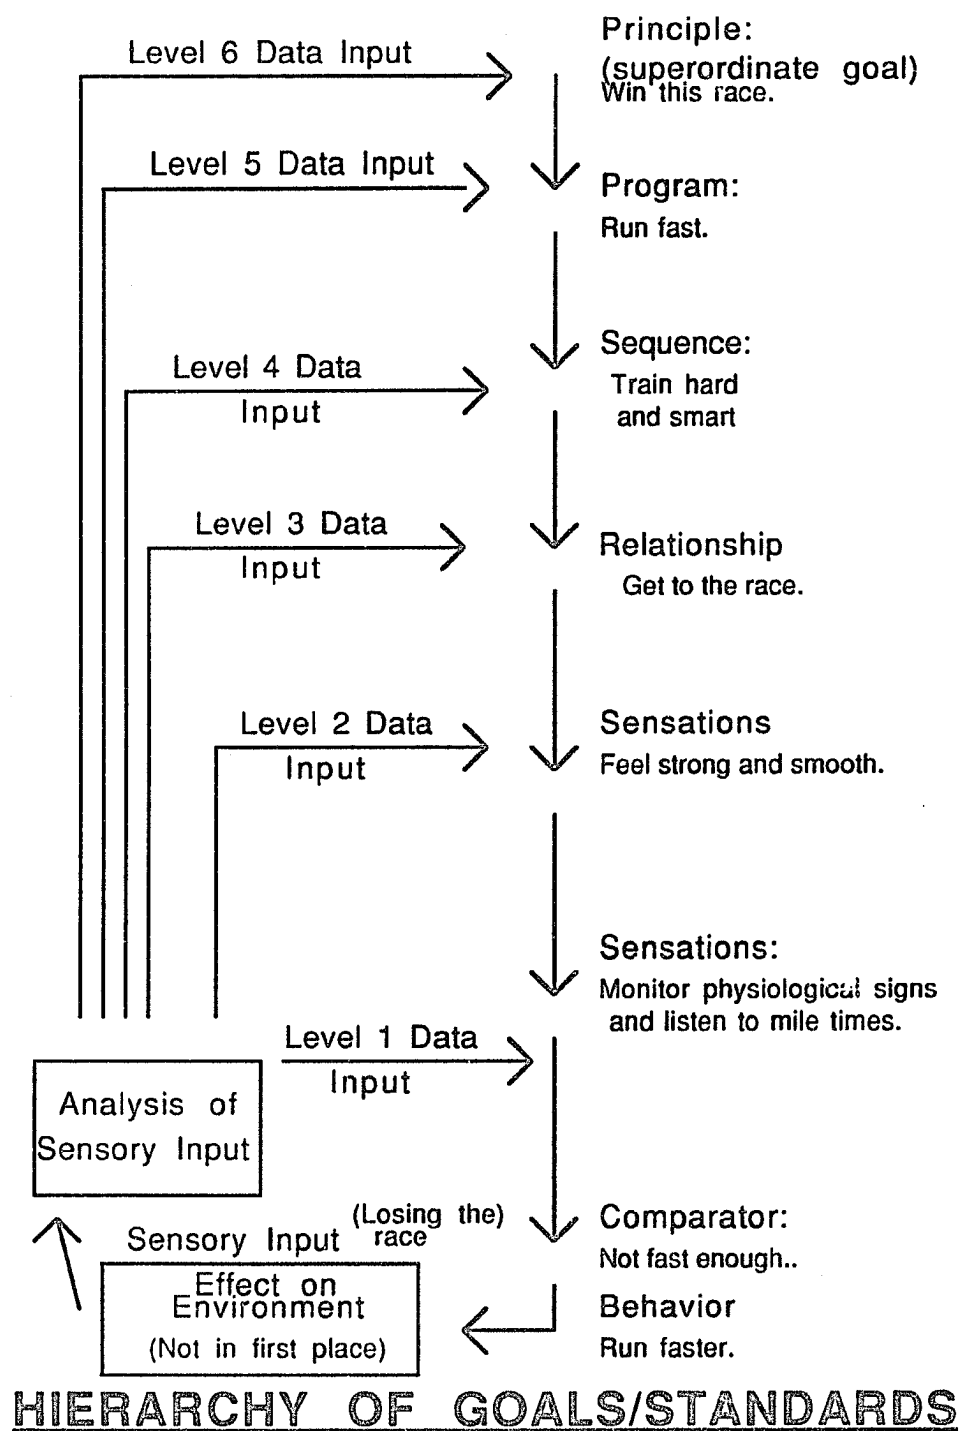 Principle:
Level 6 Data Input
(superordinate goal)
Win this race.
Level 5 Data Input
Program:
Run fast.
Sequence:
Level 4 Data
Input
Train hard
and smart
Level 3 Data
Input
Relationship
Get to the race.
Level 2 Data
Input
Sensations
Feel strong and smooth.
Sensations:
Monitor physiological signs
and listen to mile times.
Level 1 Data
Input
Analysis of
Sensory Input
(Losing the)
race
Sensory Input
Comparator:
Not fast enough..
Effect on
Environment
(Not in first place)
Behavior
Run faster.
HIERARCHY OF GOALS/STANDARDS